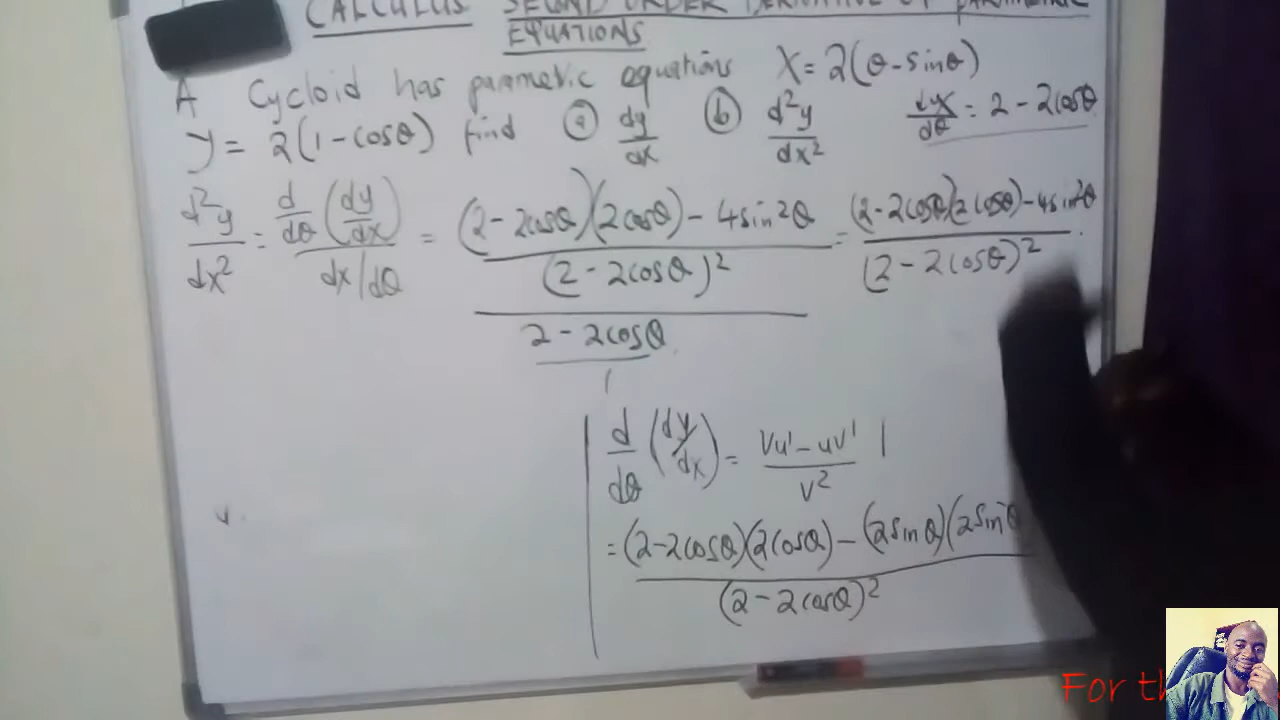 CALCULUS SECOND ORDER DERIVATIVE OF PARAMETRIC
EQUATIONS
A Cycloid has parametric equations X = 2(θ - sinθ)
y = 2(1 - cosθ) find ⓐ dy/dx ⓑ d²y/dx² dx/dθ = 2 - 2cosθ
d²y/dx² = d/dθ (dy/dx) / dx/dθ = (2 - 2cosθ)(2cosθ) - 4sin²θ / (2 - 2cosθ)² / 2 - 2cosθ / 1 = (2 - 2cosθ)(2cosθ) - 4sin²θ / (2 - 2cosθ)² .
d/dθ (dy/dx) = Vu' - uv' / v²
= (2 - 2cosθ)(2cosθ) - (2sinθ)(2sinθ / (2 - 2cosθ)²
For th